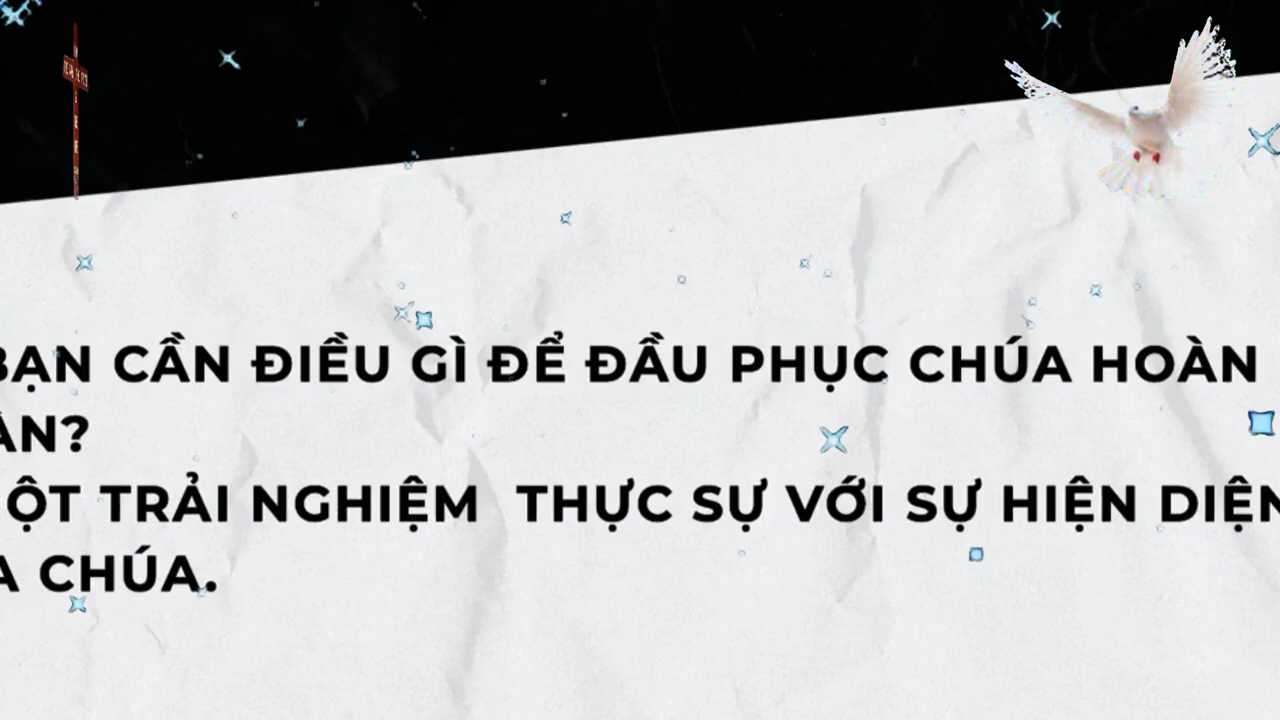 BẠN CẦN ĐIỀU GÌ ĐỂ ĐẦU PHỤC CHÚA HOÀN
ÀN?
ỘT TRẢI NGHIỆM THỰC SỰ VỚI SỰ HIỆN DIỆN
A CHÚA.